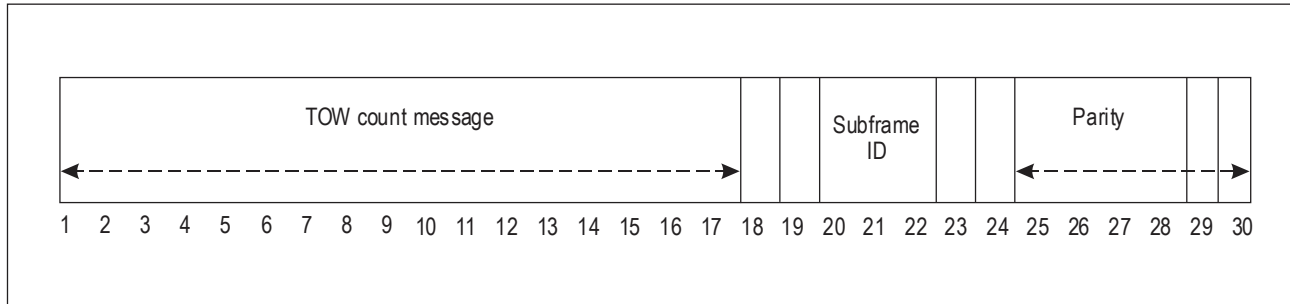 TOW count message
Subframe
ID
Parity
1 2 3 4 5 6 7 8 9 10 11 12 13 14 15 16 17 18 19 20 21 22 23 24 25 26 27 28 29 30